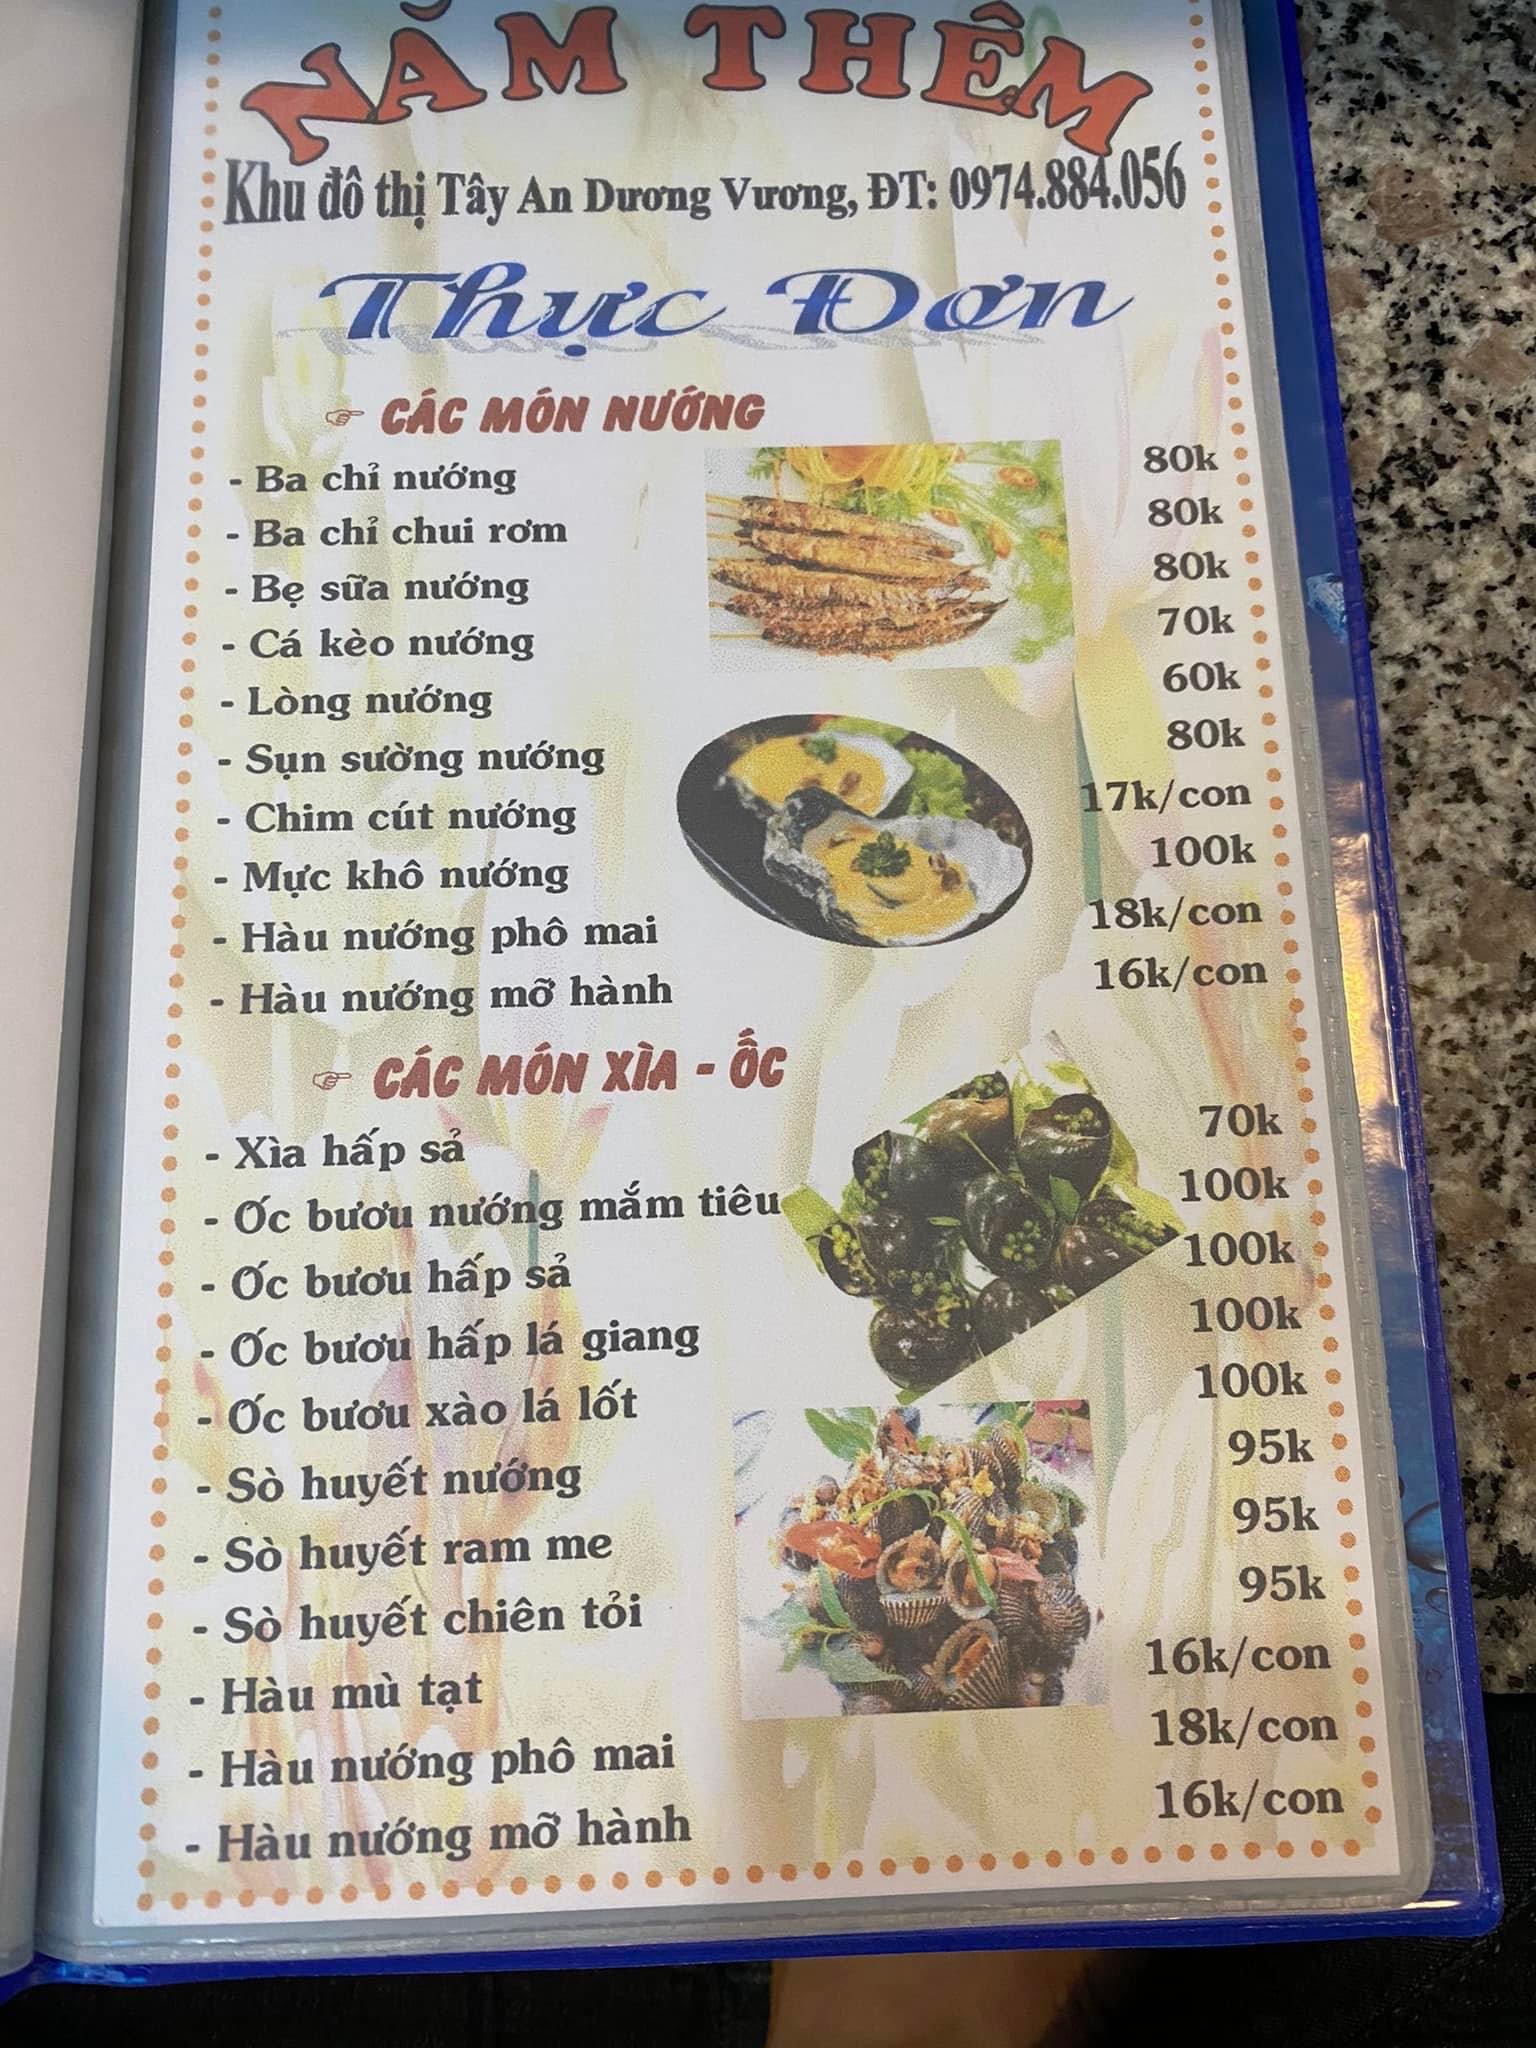 NĂM THÊM
Khu đô thị Tây An Dương Vương, ĐT: 0974.884.056
Thực Đơn
CÁC MÓN NƯỚNG
- Ba chỉ nướng 80k
- Ba chỉ chui rơm 80k
- Bẹ sữa nướng 80k
- Cá kèo nướng 70k
- Lòng nướng 60k
- Sụn sườn nướng 80k
- Chim cút nướng 17k/con
- Mực khô nướng 100k
- Hàu nướng phô mai 18k/con
- Hàu nướng mỡ hành 16k/con
CÁC MÓN XÌA - ỐC
- Xìa hấp sả 70k
- Ốc bươu nướng mắm tiêu 100k
- Ốc bươu hấp sả 100k
- Ốc bươu hấp lá giang 100k
- Ốc bươu xào lá lốt 100k
- Sò huyết nướng 95k
- Sò huyết ram me 95k
- Sò huyết chiên tỏi 95k
- Hàu mù tạt 16k/con
- Hàu nướng phô mai 18k/con
- Hàu nướng mỡ hành 16k/con